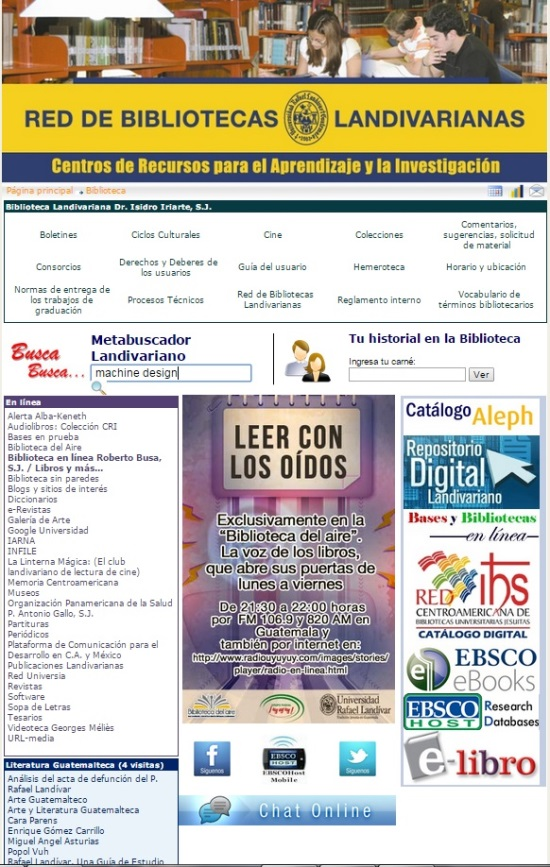 RED DE BIBLIOTECAS LANDIVARIANAS
Centros de Recursos para el Aprendizaje y la Investigación
Página principal Biblioteca
Biblioteca Landivariana Dr. Isidro Iriarte, S.J.
Boletines
Ciclos Culturales
Cine
Colecciones
Comentarios,
sugerencias, solicitud
de material
Consorcios
Derechos y Deberes de
los usuarios
Guía del usuario
Hemeroteca
Horario y ubicación
Normas de entrega de
los trabajos de
graduación
Procesos Técnicos
Red de Bibliotecas
Landivarianas
Reglamento interno
Vocabulario de
términos bibliotecarios
Busca
Busca...
Metabuscador
Landivariano
machine design
Tu historial en la Biblioteca
Ingresa tu carné:
Ver
En línea
Alerta Alba-Keneth
Audiolibros: Colección CRI
Bases en prueba
Biblioteca del Aire
Biblioteca en línea Roberto Busa,
S.J. / Libros y más...
Biblioteca sin paredes
Blogs y sitios de interés
Diccionarios
e-Revistas
Galería de Arte
Google Universidad
IARNA
INFILE
La Linterna Mágica: (El club
landivariano de lectura de cine)
Memoria Centroamericana
Museos
Organización Panamericana de la Salud
P. Antonio Gallo, S.J.
Partituras
Periódicos
Plataforma de Comunicación para el
Desarrollo en C.A. y México
Publicaciones Landivarianas
Red Universia
Revistas
Software
Sopa de Letras
Tesarios
Videoteca Georges Méliès
URL-media
Literatura Guatemalteca (4 visitas)
Análisis del acta de defunción del P.
Rafael Landívar
Arte Guatemalteco
Arte y Literatura Guatemalteca
Cara Parens
Enrique Gómez Carrillo
Miguel Angel Asturias
Popol Vuh
Rafael Landívar. Una Guía de Estudio
LEER CON
LOS OÍDOS
Exclusivamente en la
"Biblioteca del aire".
La voz de los libros,
que abre sus puertas de
lunes a viernes
De 21:30 a 22:00 horas
por FM 106.9 y 820 AM en
Guatemala y
también por internet en:
http://www.radiouyuyuy.com/images/stories/
player/radio-en-linea.html
Biblioteca del aire
Universidad
Rafael Landívar
Síguenos
EBSCO
HOST
EBSCOHost
Mobile
Síguenos
Chat Online
Catálogo Aleph
Repositorio
Digital
Landivariano
Bases y Bibliotecas
en línea
RED ihs
CENTROAMERICANA DE
BIBLIOTECAS UNIVERSITARIAS JESUITAS
CATÁLOGO DIGITAL
EBSCO
eBooks
EBSCO
HOST
Research
Databases
e-libro